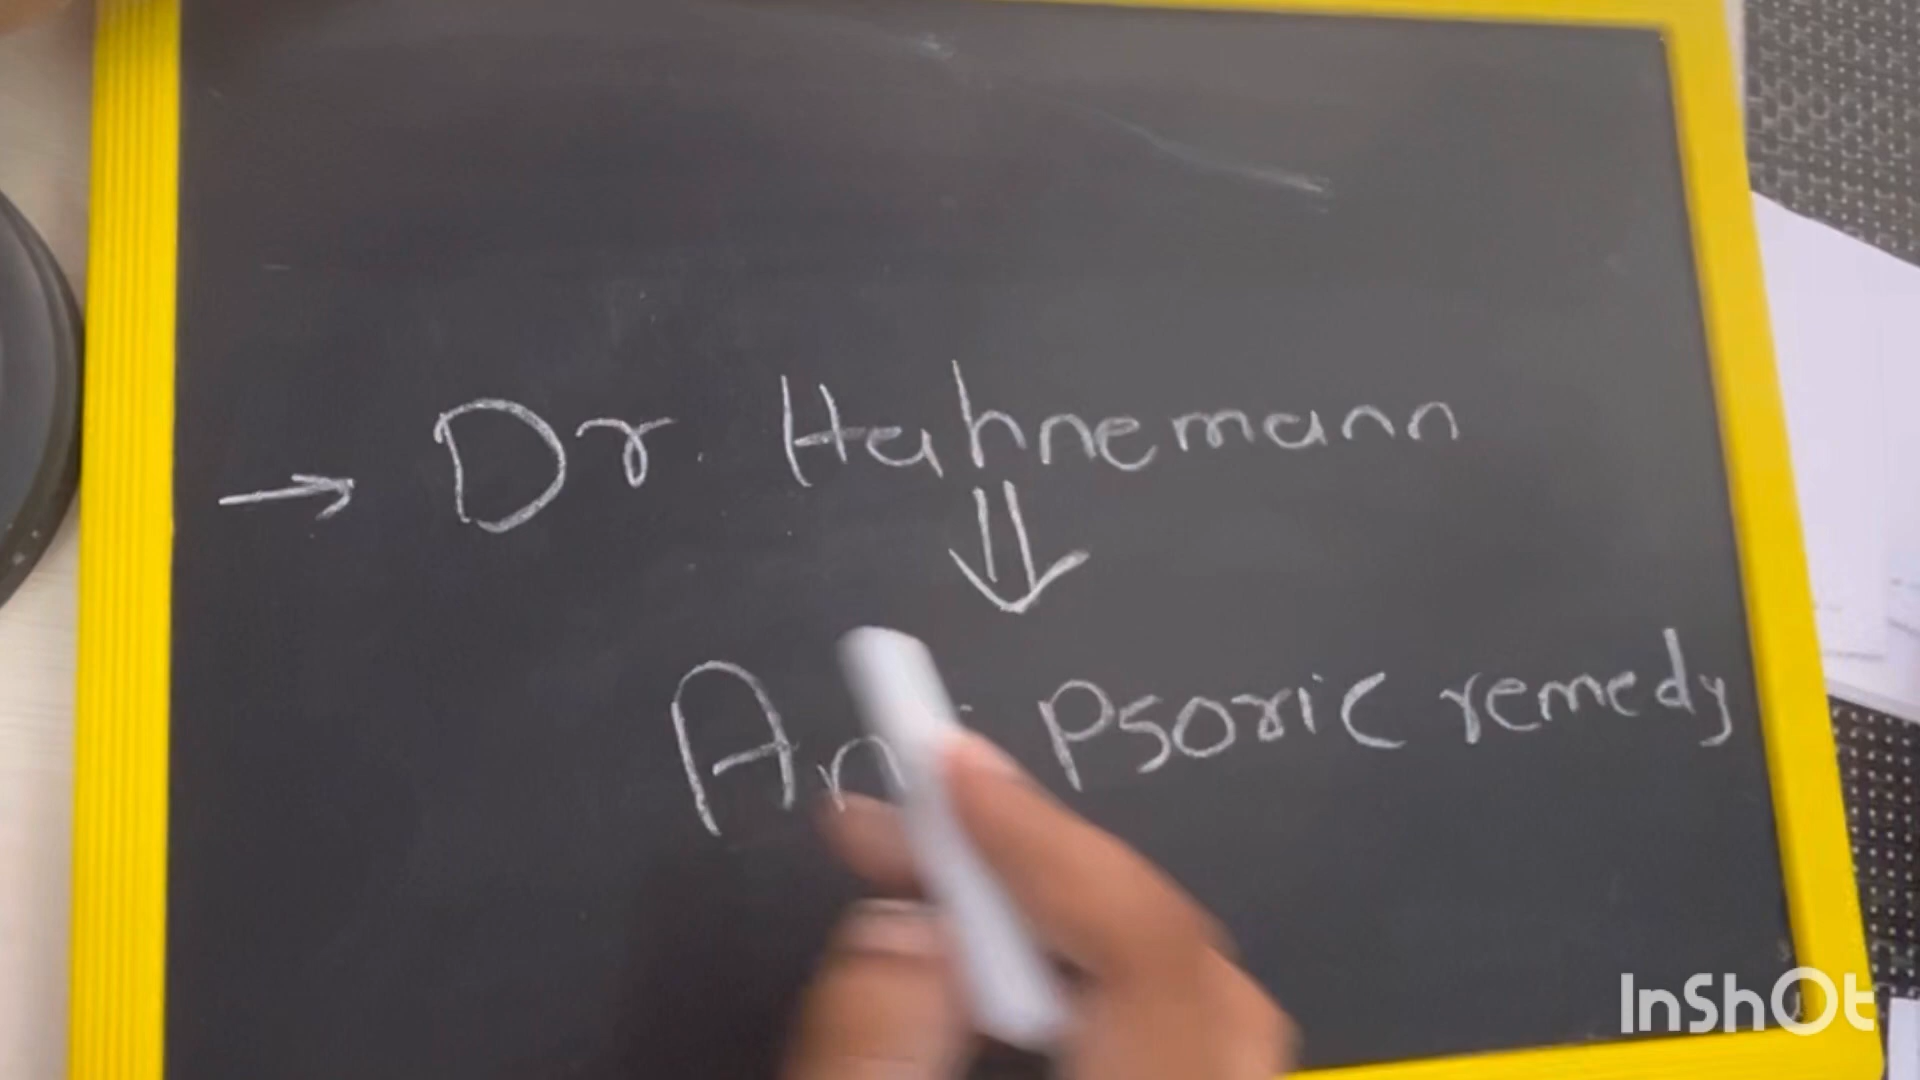 → Dr. Hahnemann
⇓
Psoric remedy
InShOt